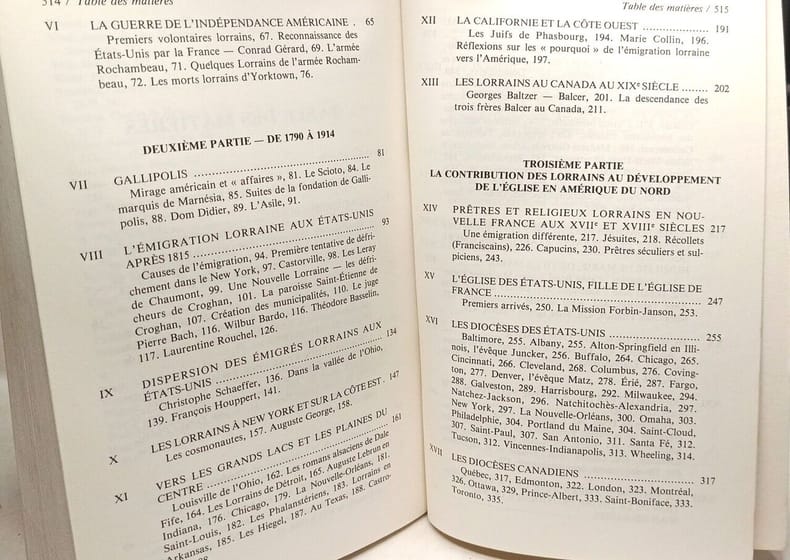 514 / Table des matières
VI LA GUERRE DE L'INDÉPENDANCE AMÉRICAINE . 65
Premiers volontaires lorrains, 67. Reconnaissance des
États-Unis par la France — Conrad Gérard, 69. L'armée
Rochambeau, 71. Quelques Lorrains de l'armée Rocham-
beau, 72. Les morts lorrains d'Yorktown, 76.
DEUXIÈME PARTIE — DE 1790 À 1914
VII GALLIPOLIS ........................................ 81
Mirage américain et « affaires », 81. Le Scioto, 84. Le
marquis de Marnésia, 85. Suites de la fondation de Galli-
polis, 88. Dom Didier, 89. L'Asile, 91.
VIII L'ÉMIGRATION LORRAINE AUX ÉTATS-UNIS
APRÈS 1815 ........................................ 93
Causes de l'émigration, 94. Première tentative de défri-
chement dans le New York, 97. Castorville, 98. Les Leray
de Chaumont, 99. Une Nouvelle Lorraine — les défri-
cheurs de Croghan, 101. La paroisse Saint-Étienne de
Croghan, 107. Création des municipalités, 110. Le juge
Pierre Bach, 116. Wilbur Bardo, 116. Théodore Basselin,
117. Laurentine Rouchel, 126.
IX DISPERSION DES ÉMIGRÉS LORRAINS AUX
ÉTATS-UNIS ........................................ 134
Christophe Schaeffer, 136. Dans la vallée de l'Ohio,
139. François Houppert, 141.
X LES LORRAINS À NEW YORK ET SUR LA CÔTE EST . 147
Les cosmonautes, 157. Auguste George, 158.
XI VERS LES GRANDS LACS ET LES PLAINES DU
CENTRE ........................................ 161
Louisville de l'Ohio, 162. Les romans alsaciens de Dale
Fife, 164. Les Lorrains de Détroit, 165. Auguste Lebrun en
Indiana, 176. Chicago, 179. La Nouvelle-Orléans, 181.
Saint-Louis, 182. Les Phalanstériens, 183. Lorrains en
Arkansas, 185. Les Hiegel, 187. Au Texas, 188. Castro-
Table des matières / 515
XII LA CALIFORNIE ET LA CÔTE OUEST .................... 191
Les Juifs de Phasbourg, 194. Marie Collin, 196.
Réflexions sur les « pourquoi » de l'émigration lorraine
vers l'Amérique, 197.
XIII LES LORRAINS AU CANADA AU XIXe SIÈCLE ........ 202
Georges Baltzer — Balcer, 201. La descendance des
trois frères Balcer au Canada, 211.
TROISIÈME PARTIE
LA CONTRIBUTION DES LORRAINS AU DÉVELOPPEMENT
DE L'ÉGLISE EN AMÉRIQUE DU NORD
XIV PRÊTRES ET RELIGIEUX LORRAINS EN NOU-
VELLE FRANCE AUX XVIIe ET XVIIIe SIÈCLES 217
Une émigration différente, 217. Jésuites, 218. Récollets
(Franciscains), 226. Capucins, 230. Prêtres séculiers et sul-
piciens, 243.
XV L'ÉGLISE DES ÉTATS-UNIS, FILLE DE L'ÉGLISE DE
FRANCE ........................................ 247
Premiers arrivés, 250. La Mission Forbin-Janson, 253.
XVI LES DIOCÈSES DES ÉTATS-UNIS .................... 255
Baltimore, 255. Albany, 255. Alton-Springfield en Illi-
nois, l'évêque Juncker, 256. Buffalo, 264. Chicago, 265.
Cincinnati, 266. Cleveland, 268. Columbus, 276. Coving-
ton, 277. Denver, l'évêque Matz, 278. Érié, 287. Fargo,
288. Galveston, 289. Harrisbourg, 292. Milwaukee, 294.
Natchez-Jackson, 296. Natchitochès-Alexandria, 297.
New York, 297. La Nouvelle-Orléans, 300. Omaha, 303.
Philadelphie, 304. Portland du Maine, 304. Saint-Cloud,
307. Saint-Paul, 307. San Antonio, 311. Santa Fé, 312.
Tucson, 312. Vincennes-Indianapolis, 313. Wheeling, 314.
XVII LES DIOCÈSES CANADIENS .................... 317
Québec, 317, Edmonton, 322. London, 323. Montréal,
326. Ottawa, 329, Prince-Albert, 333. Saint-Boniface, 333.
Toronto, 335.